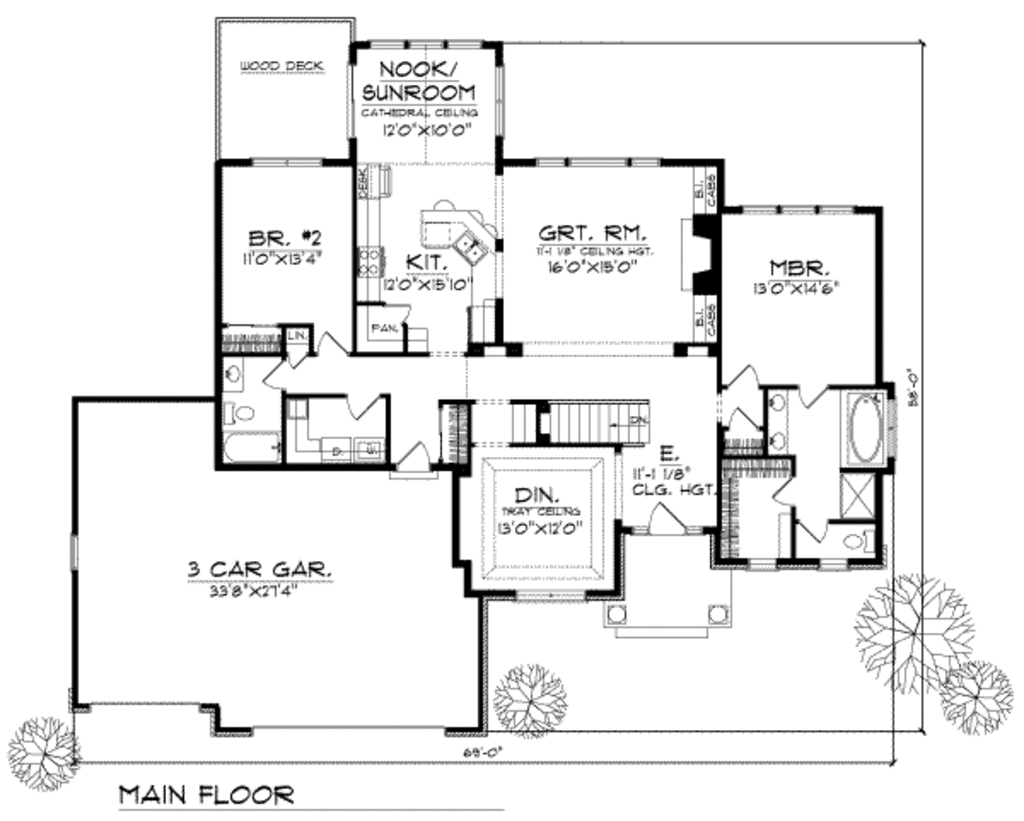 WOOD DECK
NOOK/
SUNROOM
CATHEDRAL CEILING
12'0"X10'0"
DESK
B.I.
CABS
BR. #2
11'0"X13'4"
KIT.
12'0"X15'10"
GRT. RM.
11'-1 1/8" CEILING HGT.
16'0"X15'0"
MBR.
13'0"X14'6"
PAN.
LIN.
B.I.
CABS
58'-0"
DN.
D.
W.
E.
11'-1 1/8"
CLG. HGT.
DIN.
TRAY CEILING
13'0"X12'0"
3 CAR GAR.
33'8"X27'4"
69'-0"
MAIN FLOOR